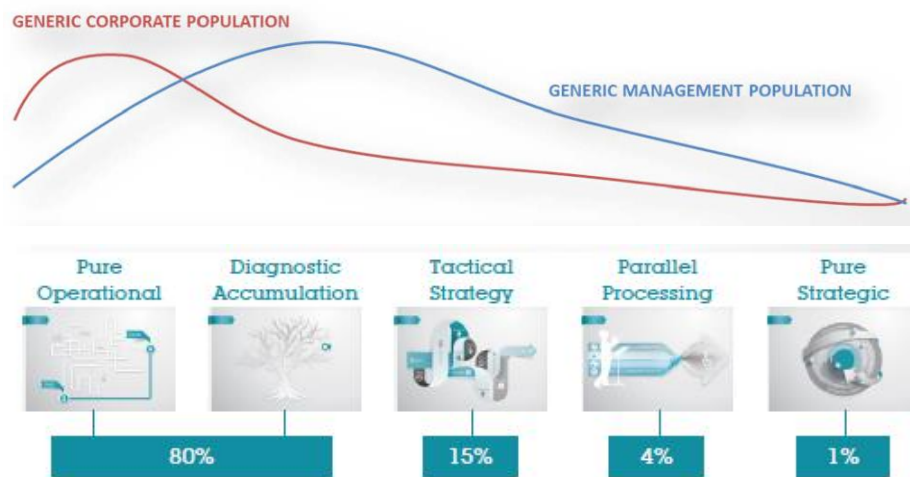 GENERIC CORPORATE POPULATION
GENERIC MANAGEMENT POPULATION
Pure
Operational
Diagnostic
Accumulation
Tactical
Strategy
Parallel
Processing
Pure
Strategic
80%
15%
4%
1%